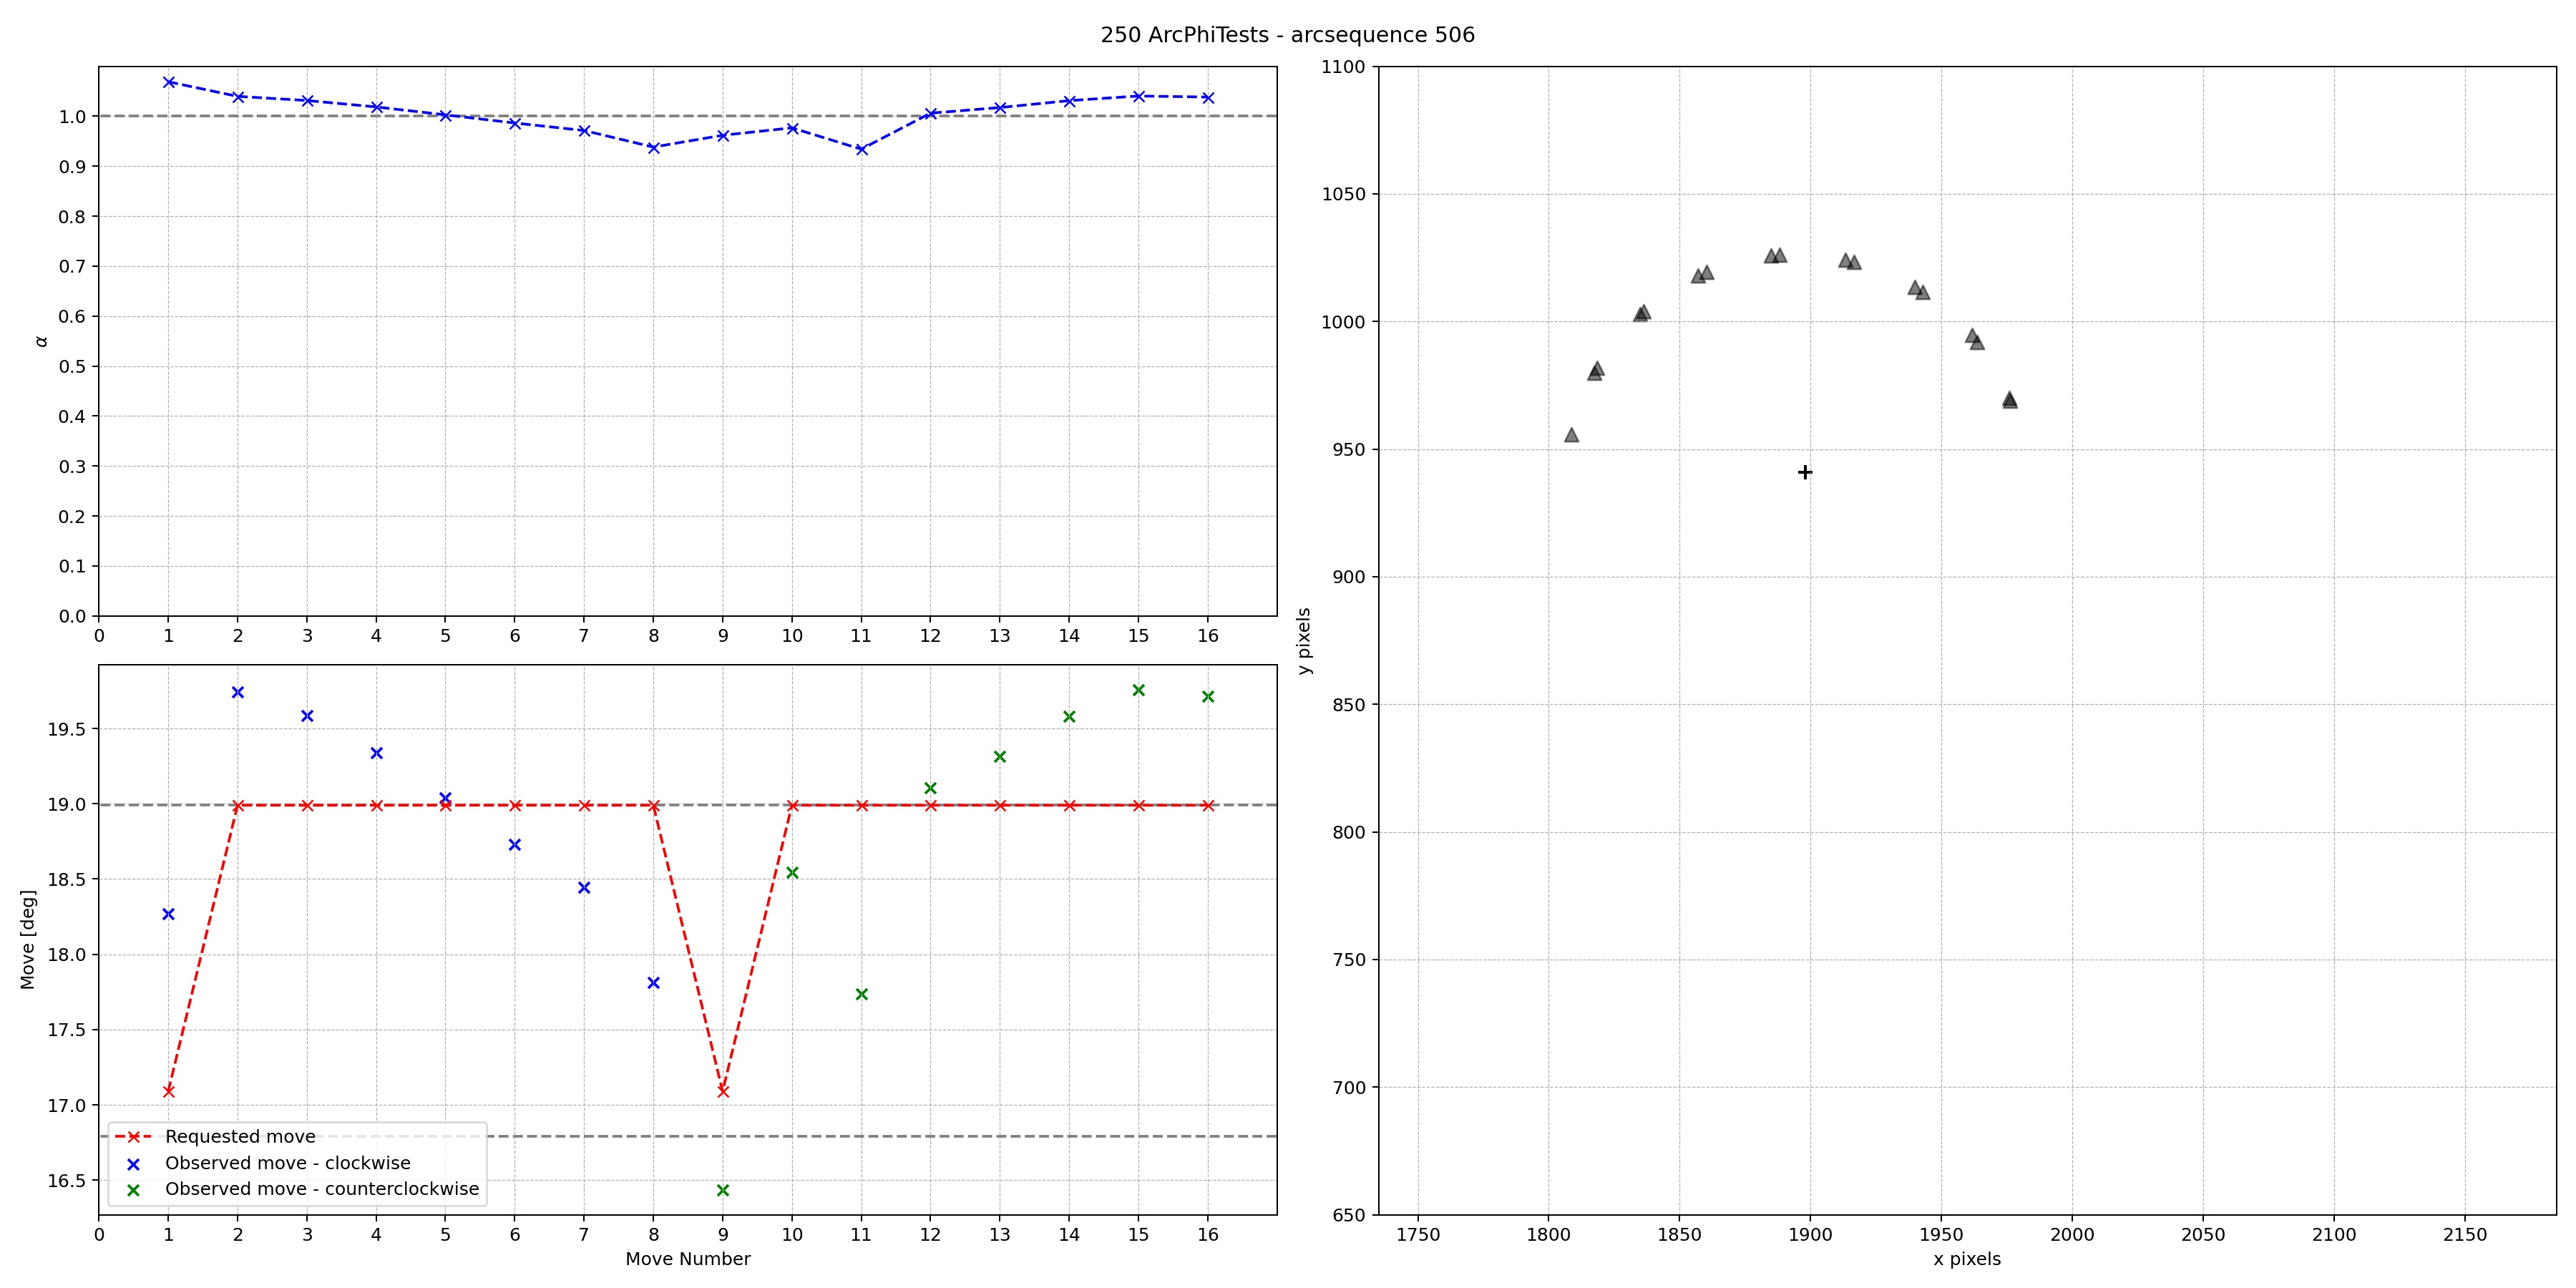 250 ArcPhiTests - arcsequence 506
1.0
0.9
0.8
0.7
0.6
0.5
0.4
0.3
0.2
0.1
0.0
α
0 1 2 3 4 5 6 7 8 9 10 11 12 13 14 15 16
19.5
19.0
18.5
18.0
17.5
17.0
16.5
Move [deg]
Requested move
Observed move - clockwise
Observed move - counterclockwise
0 1 2 3 4 5 6 7 8 9 10 11 12 13 14 15 16
Move Number
1100
1050
1000
950
900
850
800
750
700
650
y pixels
1750 1800 1850 1900 1950 2000 2050 2100 2150
x pixels